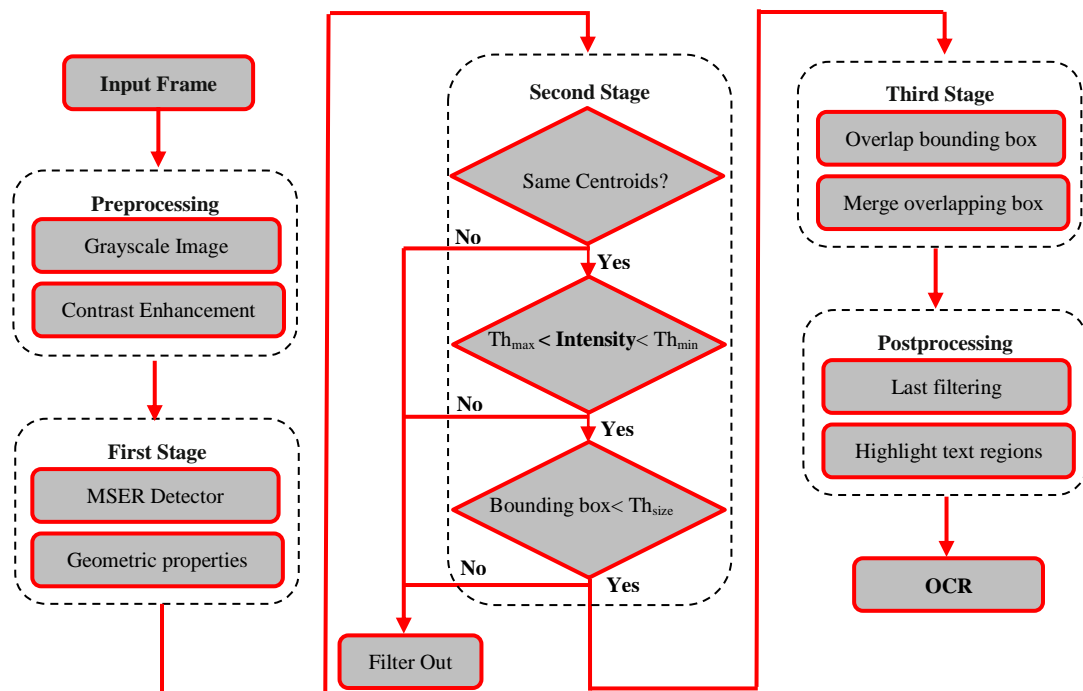 Input Frame
Preprocessing
Grayscale Image
Contrast Enhancement
First Stage
MSER Detector
Geometric properties
Second Stage
Same Centroids?
No
Yes
Thmax < Intensity< Thmin
No
Yes
Bounding box< Thsize
No
Yes
Filter Out
Third Stage
Overlap bounding box
Merge overlapping box
Postprocessing
Last filtering
Highlight text regions
OCR